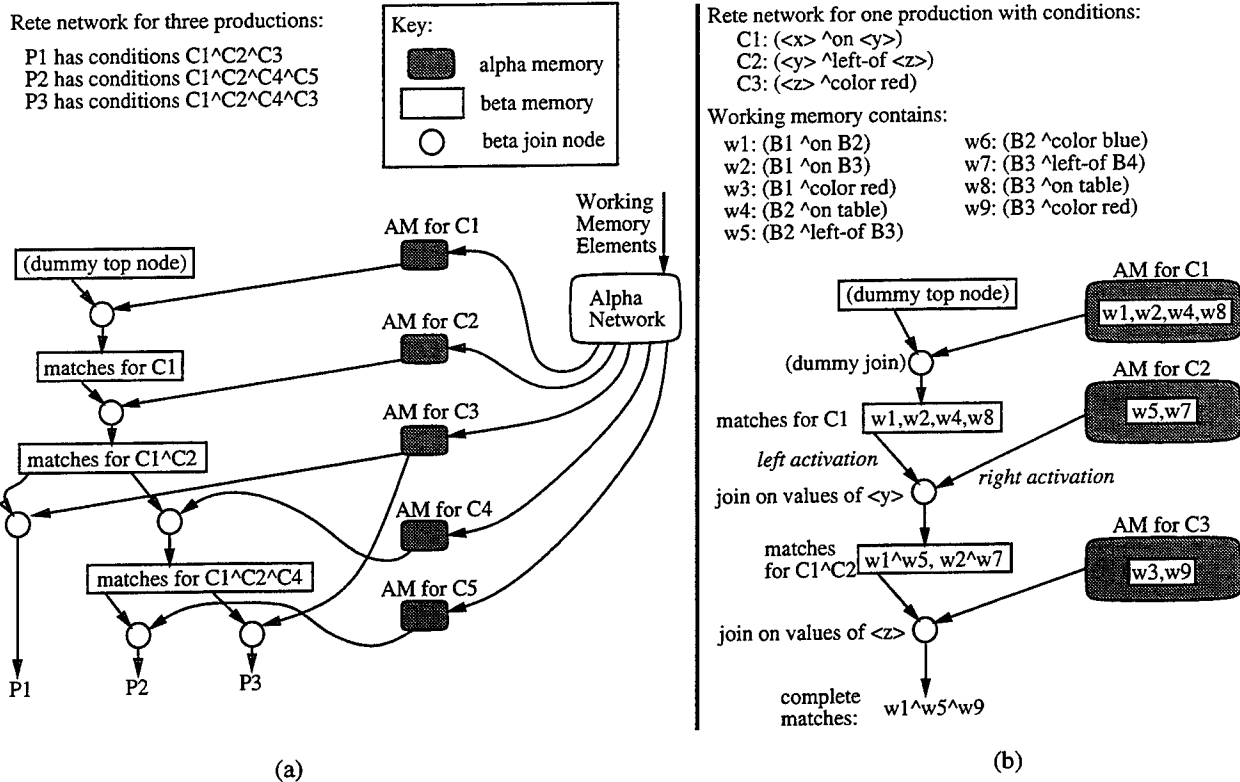 Rete network for three productions:
P1 has conditions C1^C2^C3
P2 has conditions C1^C2^C4^C5
P3 has conditions C1^C2^C4^C3
Key:
alpha memory
beta memory
beta join node
Working
Memory
Elements
Alpha
Network
AM for C1
(dummy top node)
AM for C2
matches for C1
AM for C3
matches for C1^C2
AM for C4
matches for C1^C2^C4
AM for C5
P1
P2
P3
(a)
Rete network for one production with conditions:
C1: (<x> ^on <y>)
C2: (<y> ^left-of <z>)
C3: (<z> ^color red)
Working memory contains:
w1: (B1 ^on B2)
w2: (B1 ^on B3)
w3: (B1 ^color red)
w4: (B2 ^on table)
w5: (B2 ^left-of B3)
w6: (B2 ^color blue)
w7: (B3 ^left-of B4)
w8: (B3 ^on table)
w9: (B3 ^color red)
AM for C1
(dummy top node)
w1,w2,w4,w8
(dummy join)
AM for C2
matches for C1
w1,w2,w4,w8
w5,w7
left activation
right activation
join on values of <y>
AM for C3
matches
for C1^C2
w1^w5, w2^w7
w3,w9
join on values of <z>
complete
matches:
w1^w5^w9
(b)